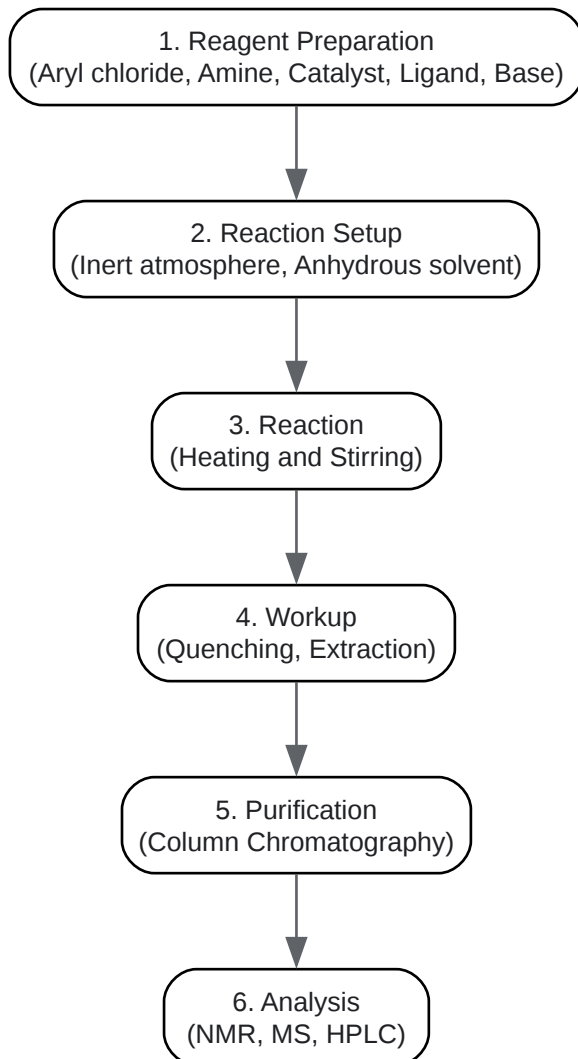 1. Reagent Preparation
(Aryl chloride, Amine, Catalyst, Ligand, Base)
2. Reaction Setup
(Inert atmosphere, Anhydrous solvent)
3. Reaction
(Heating and Stirring)
4. Workup
(Quenching, Extraction)
5. Purification
(Column Chromatography)
6. Analysis
(NMR, MS, HPLC)